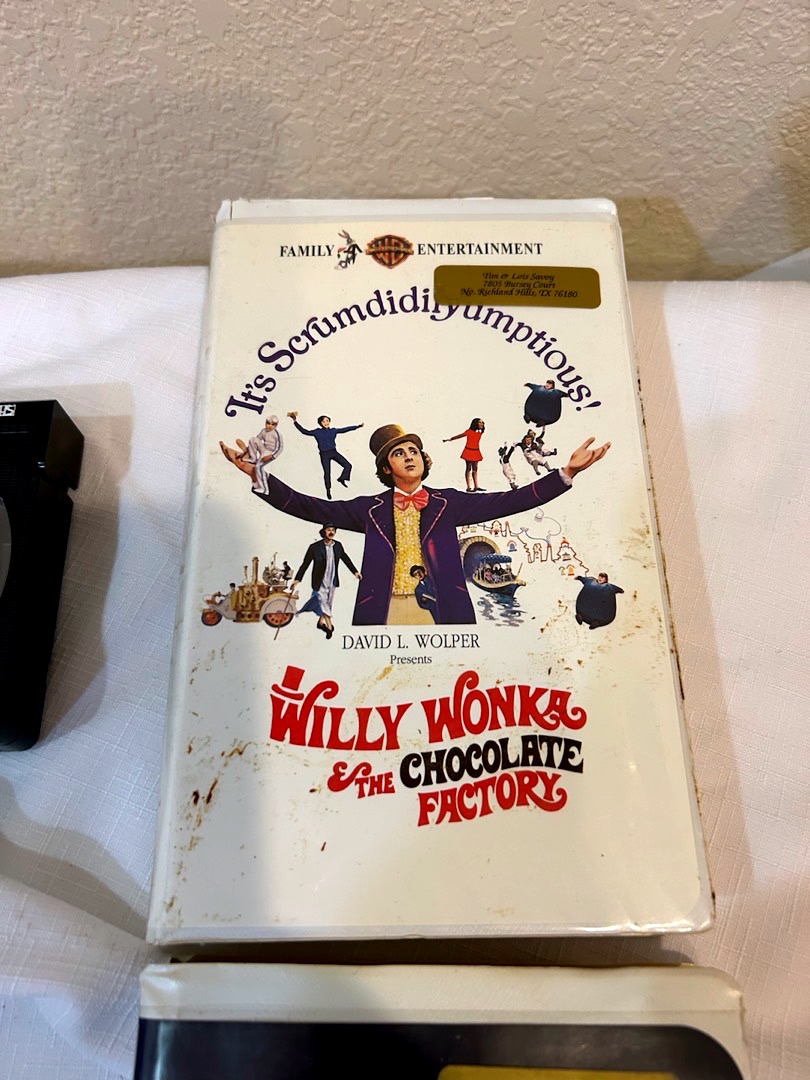 FAMILY ENTERTAINMENT
Tim & Lois Savoy
7805 Bursey Court
No. Richland Hills, TX 76180
It's Scrumdidilyumptious!
DAVID L. WOLPER
Presents
WILLY WONKA
& THE CHOCOLATE
FACTORY